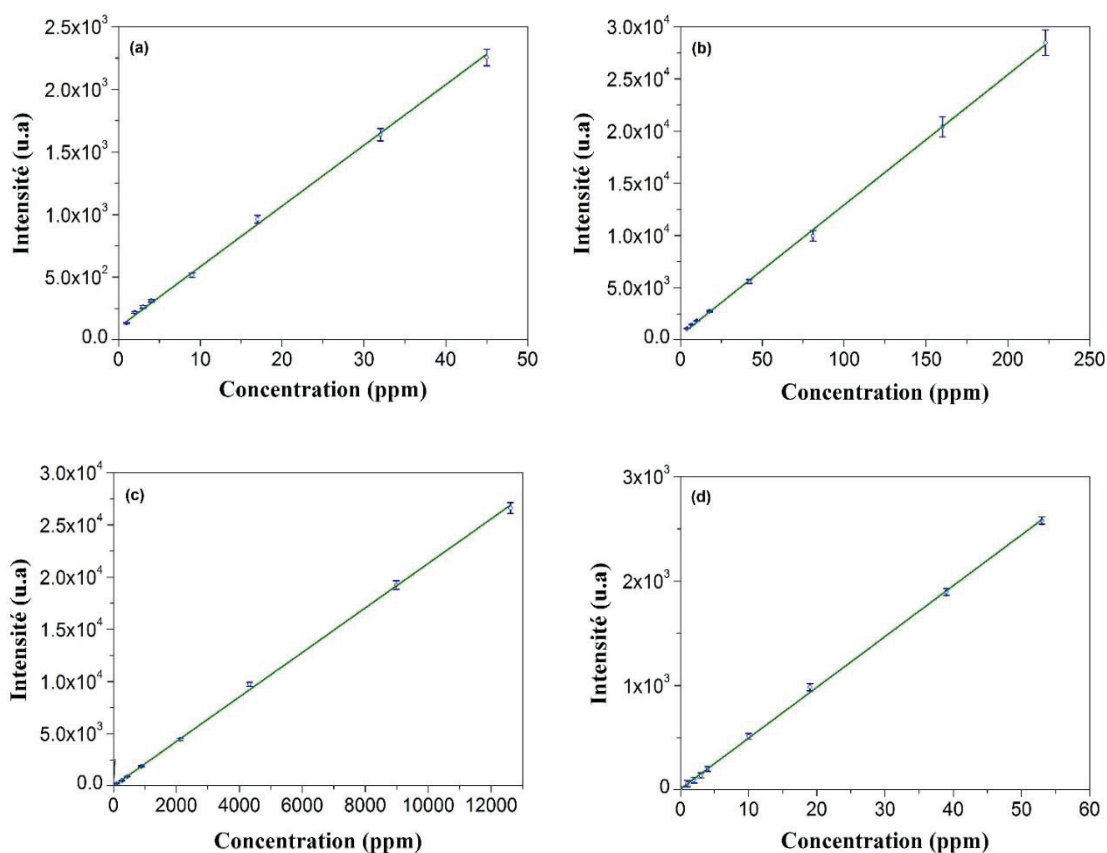 (a)
Intensité (u.a)
2.5x10³
2.0x10³
1.5x10³
1.0x10³
5.0x10²
0.0
0 10 20 30 40 50
Concentration (ppm)
(b)
Intensité (u.a)
3.0x10⁴
2.5x10⁴
2.0x10⁴
1.5x10⁴
1.0x10⁴
5.0x10³
0.0
0 50 75 100 125 150 175 200 225 250
Concentration (ppm)
(c)
Intensité (u.a)
3.0x10⁴
2.5x10⁴
2.0x10⁴
1.5x10⁴
1.0x10⁴
5.0x10³
0.0
0 2000 4000 6000 8000 10000 12000
Concentration (ppm)
(d)
Intensité (u.a)
3x10³
2x10³
1x10³
0
0 10 20 30 40 50 60
Concentration (ppm)